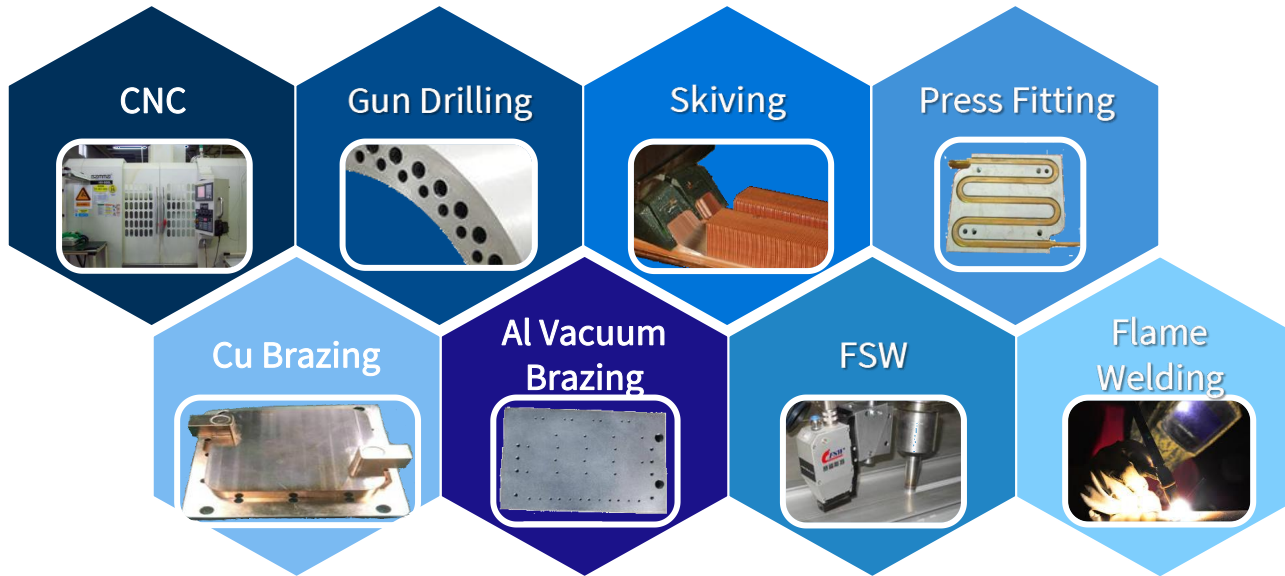 CNC
Gun Drilling
Skiving
Press Fitting
Cu Brazing
Al Vacuum
Brazing
FSW
Flame
Welding